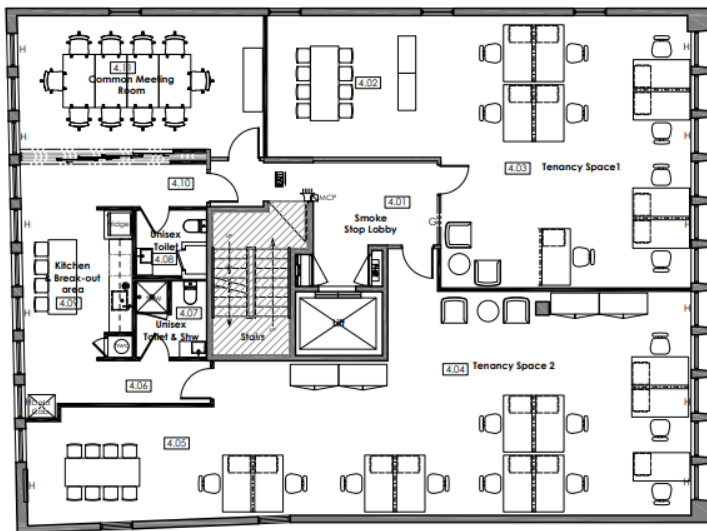 4.11
Common Meeting
Room
4.02
4.03
Tenancy Space1
4.10
MCP
4.01
Smoke
Stop Lobby
Unisex
Toilet
4.08
Kitchen
& Break-out
area
4.09
4.07
Unisex
Toilet & Shw
Stairs
Lift
4.04
Tenancy Space 2
4.06
4.05
H
H
H
H
H
H
H
H